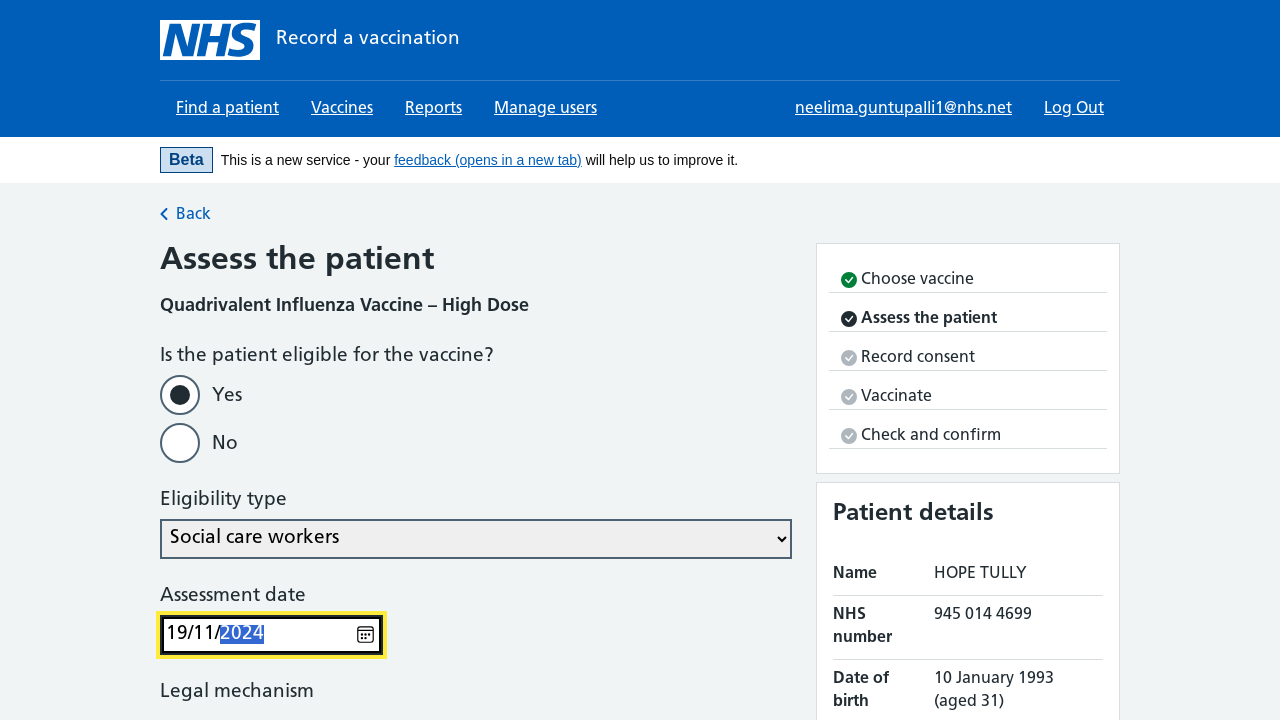 NHS
Record a vaccination
Find a patient
Vaccines
Reports
Manage users
neelima.guntupalli1@nhs.net
Log Out
Beta
This is a new service - your feedback (opens in a new tab) will help us to improve it.
Back
Assess the patient
Quadrivalent Influenza Vaccine – High Dose
Is the patient eligible for the vaccine?
Yes
No
Eligibility type
Social care workers
Assessment date
19/11/2024
Legal mechanism
Choose vaccine
Assess the patient
Record consent
Vaccinate
Check and confirm
Patient details
Name
HOPE TULLY
NHS number
945 014 4699
Date of birth
10 January 1993
(aged 31)